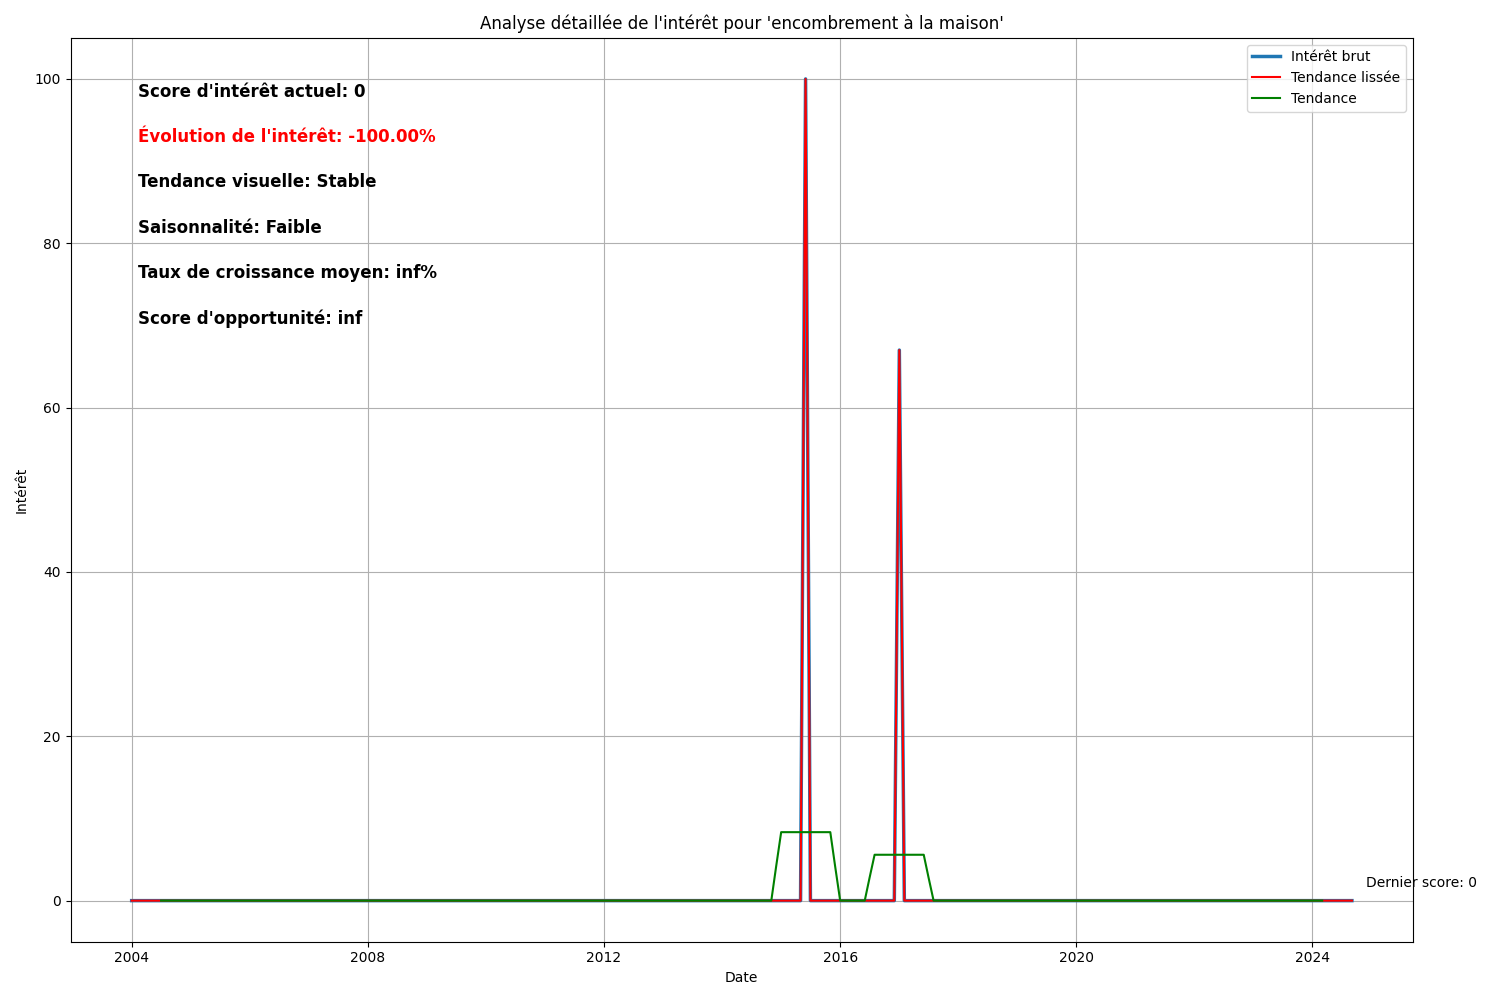 Analyse détaillée de l'intérêt pour 'encombrement à la maison'
Intérêt brut
Tendance lissée
Tendance
Score d'intérêt actuel: 0
Évolution de l'intérêt: -100.00%
Tendance visuelle: Stable
Saisonnalité: Faible
Taux de croissance moyen: inf%
Score d'opportunité: inf
Intérêt
100
80
60
40
20
0
Dernier score: 0
2004 2008 2012 2016 2020 2024
Date